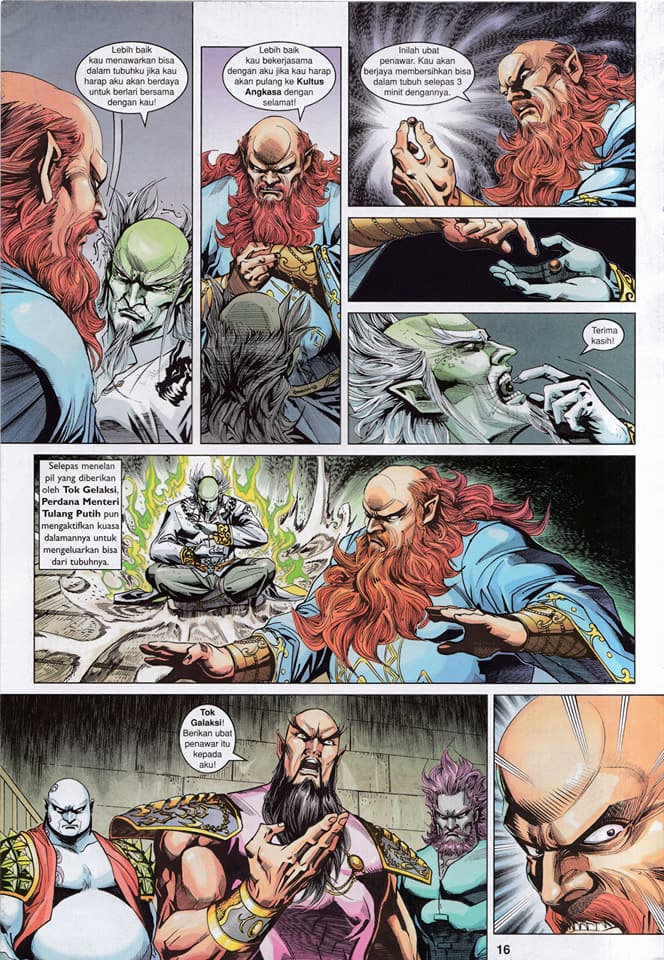 Lebih baik
kau menawarkan bisa
dalam tubuhku jika kau
harap aku akan berdaya
untuk berlari bersama
dengan kau!
Lebih baik
kau bekerjasama
dengan aku jika kau harap
akan pulang ke Kultus
Angkasa dengan
selamat!
Inilah ubat
penawar. Kau akan
berjaya membersihkan bisa
dalam tubuh selepas 3
minit dengannya.
Terima
kasih!
Selepas menelan
pil yang diberikan
oleh Tok Gelaksi,
Perdana Menteri
Tulang Putih pun
mengaktifkan kuasa
dalamannya untuk
mengeluarkan bisa
dari tubuhnya.
Tok
Galaksi!
Berikan ubat
penawar itu
kepada
aku!
16